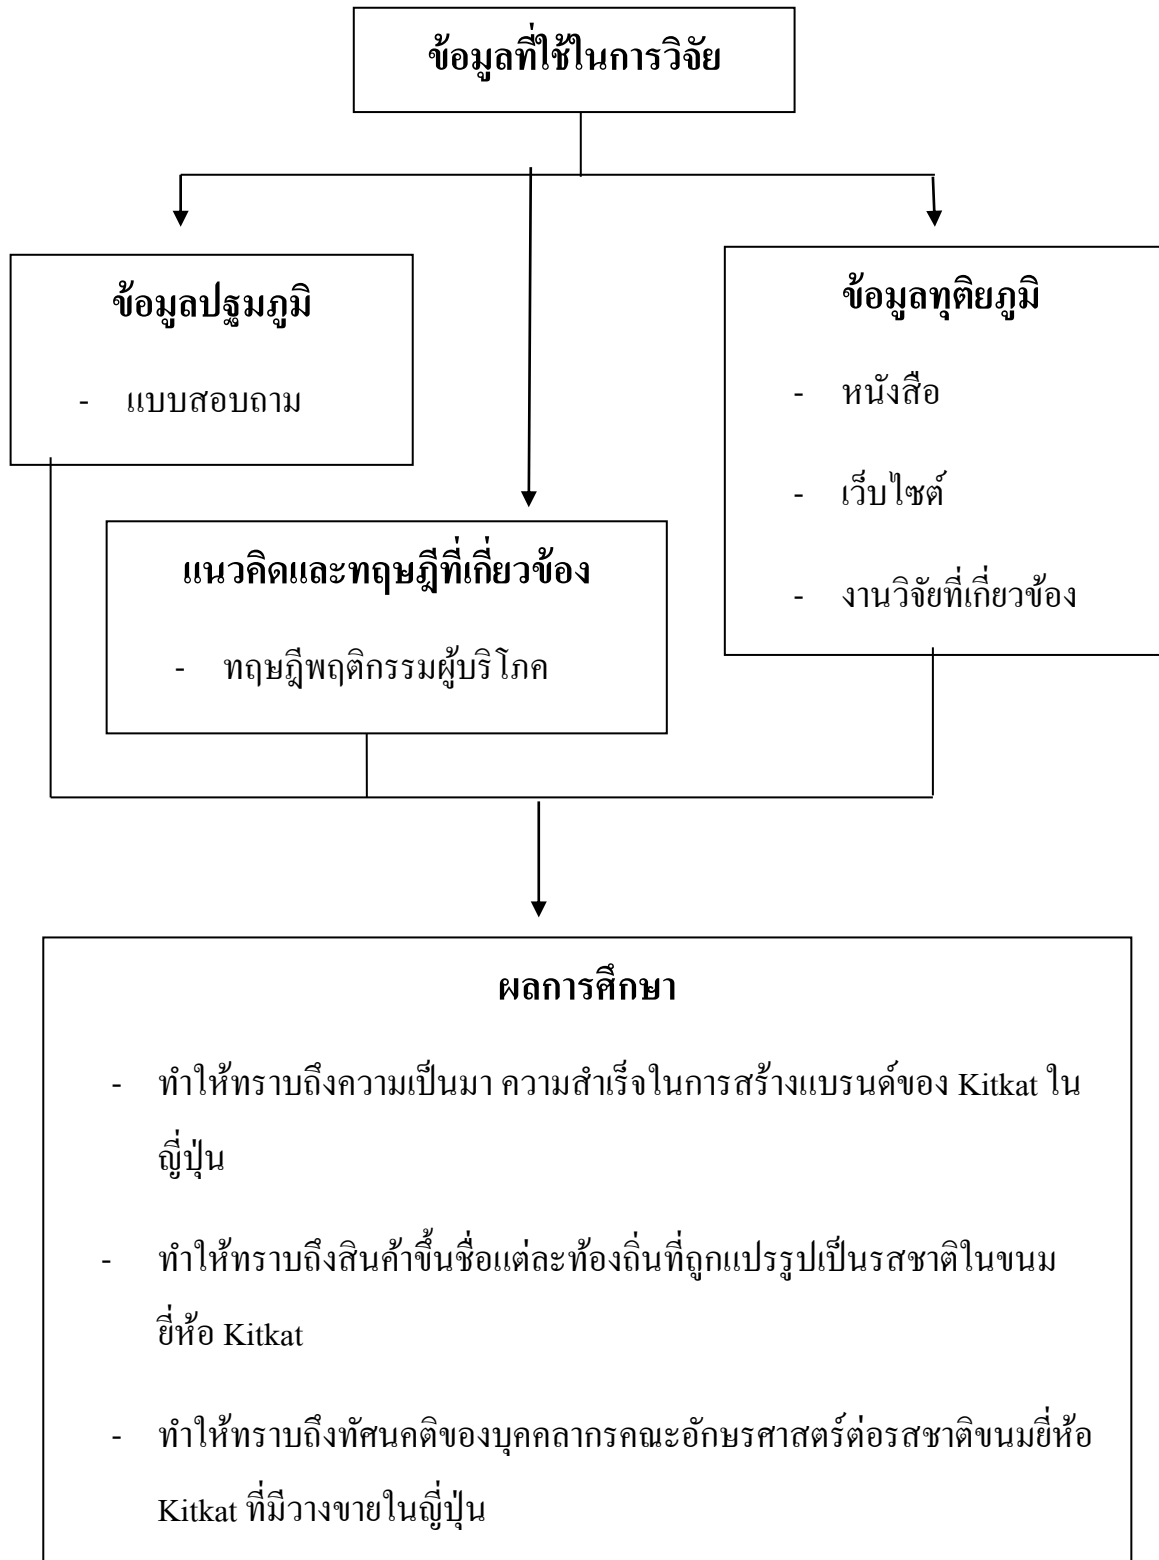 ข้อมูลที่ใช้ในการวิจัย
ข้อมูลปฐมภูมิ
- แบบสอบถาม
ข้อมูลทุติยภูมิ
- หนังสือ
- เว็บไซต์
- งานวิจัยที่เกี่ยวข้อง
แนวคิดและทฤษฎีที่เกี่ยวข้อง
- ทฤษฎีพฤติกรรมผู้บริโภค
ผลการศึกษา
- ทำให้ทราบถึงความเป็นมา ความสำเร็จในการสร้างแบรนด์ของ Kitkat ใน
ญี่ปุ่น
- ทำให้ทราบถึงสินค้าขึ้นชื่อแต่ละท้องถิ่นที่ถูกแปรรูปเป็นรสชาติในขนม
ยี่ห้อ Kitkat
- ทำให้ทราบถึงทัศนคติของบุคคลากรคณะอักษรศาสตร์ต่อรสชาติขนมยี่ห้อ
Kitkat ที่มีวางขายในญี่ปุ่น